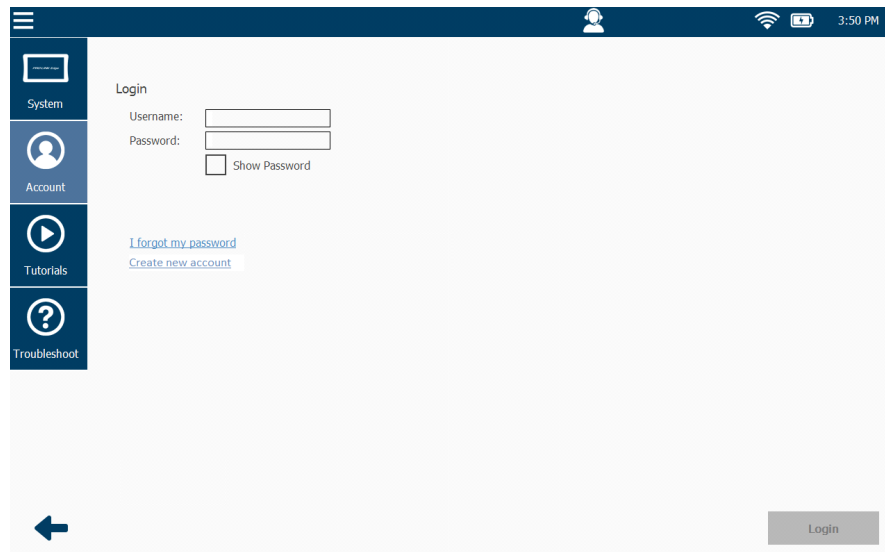 3:50 PM
System
Login
Username:
Password:
Show Password
Account
I forgot my password
Create new account
Tutorials
Troubleshoot
Login